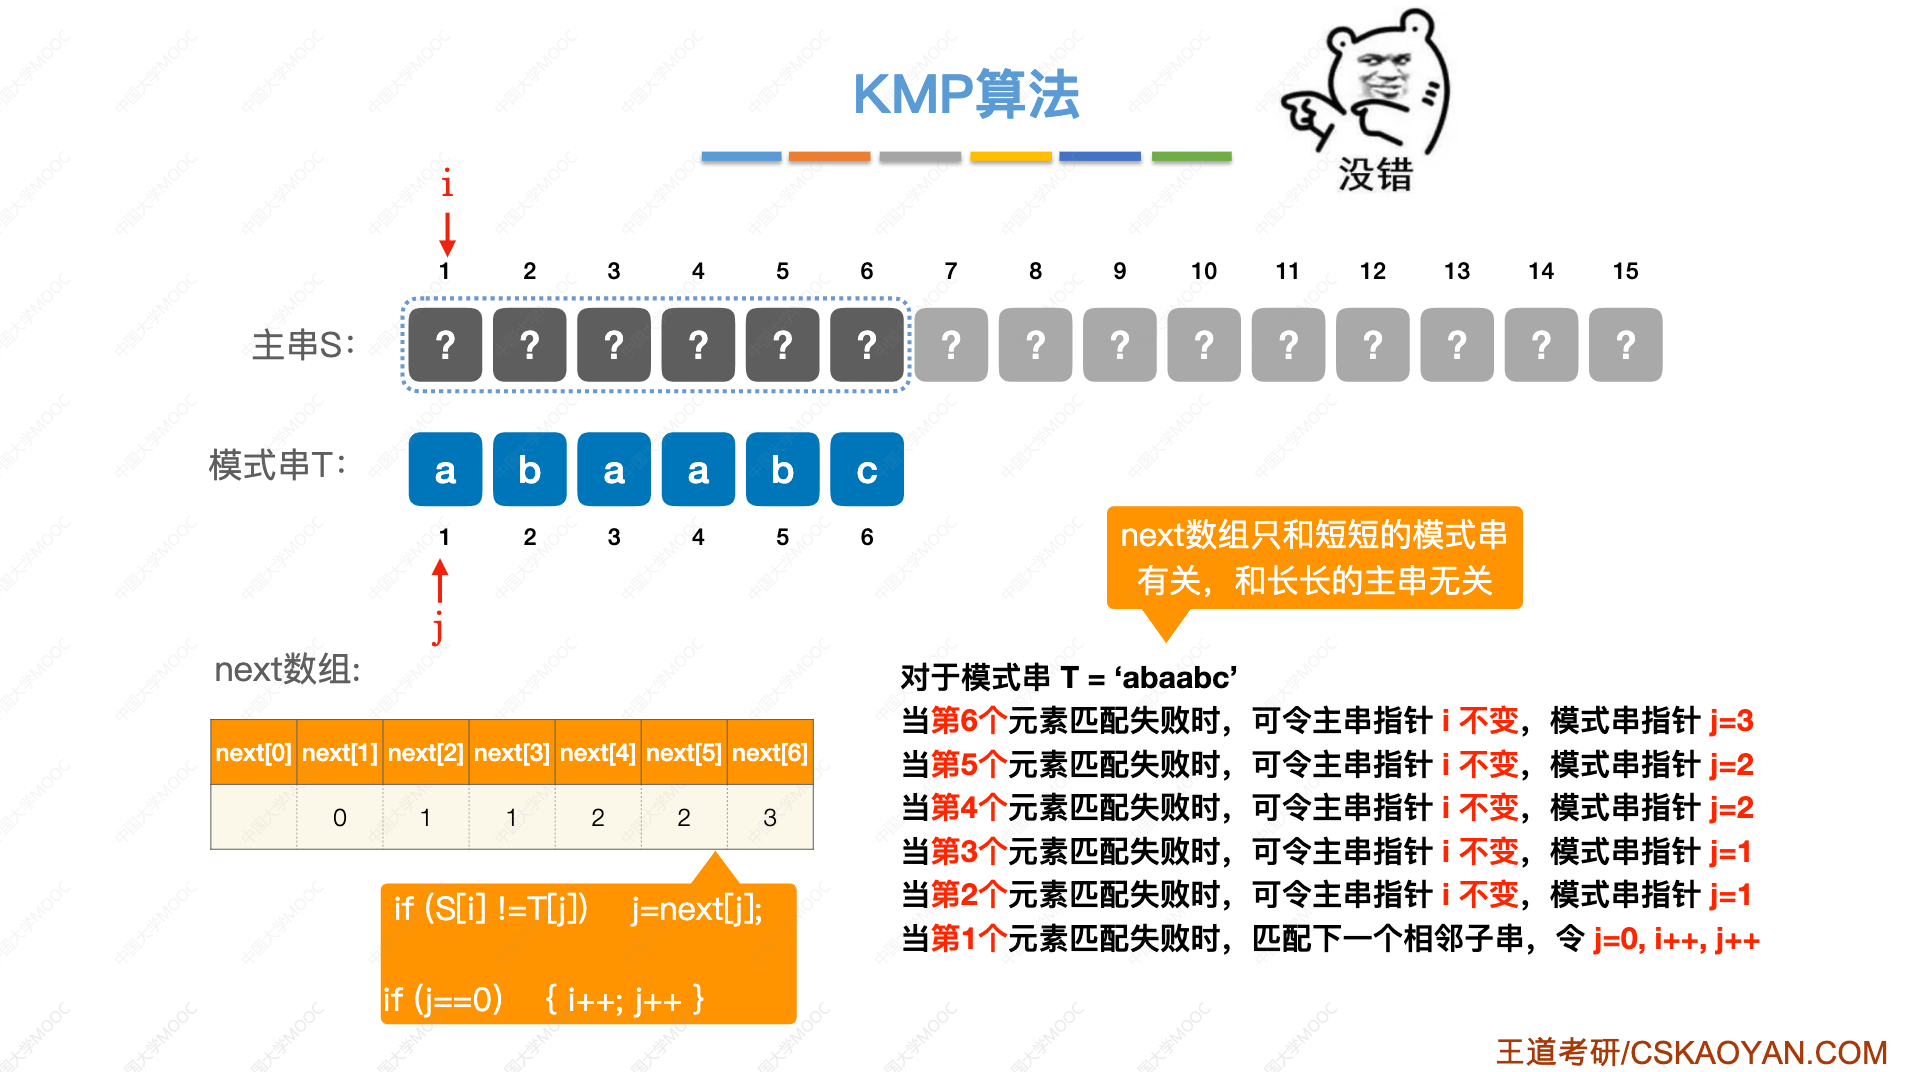 KMP算法
没错
i
1 2 3 4 5 6 7 8 9 10 11 12 13 14 15
主串S： ? ? ? ? ? ? ? ? ? ? ? ? ? ? ?
模式串T： a b a a b c
1 2 3 4 5 6
j
next数组只和短短的模式串
有关，和长长的主串无关
next数组:
next[0] next[1] next[2] next[3] next[4] next[5] next[6]
0 1 1 2 2 3
if (S[i] !=T[j]) j=next[j];
if (j==0) { i++; j++ }
对于模式串 T = ‘abaabc’
当第6个元素匹配失败时，可令主串指针 i 不变，模式串指针 j=3
当第5个元素匹配失败时，可令主串指针 i 不变，模式串指针 j=2
当第4个元素匹配失败时，可令主串指针 i 不变，模式串指针 j=2
当第3个元素匹配失败时，可令主串指针 i 不变，模式串指针 j=1
当第2个元素匹配失败时，可令主串指针 i 不变，模式串指针 j=1
当第1个元素匹配失败时，匹配下一个相邻子串，令 j=0, i++, j++
王道考研/CSKAOYAN.COM
中国大学MOOC